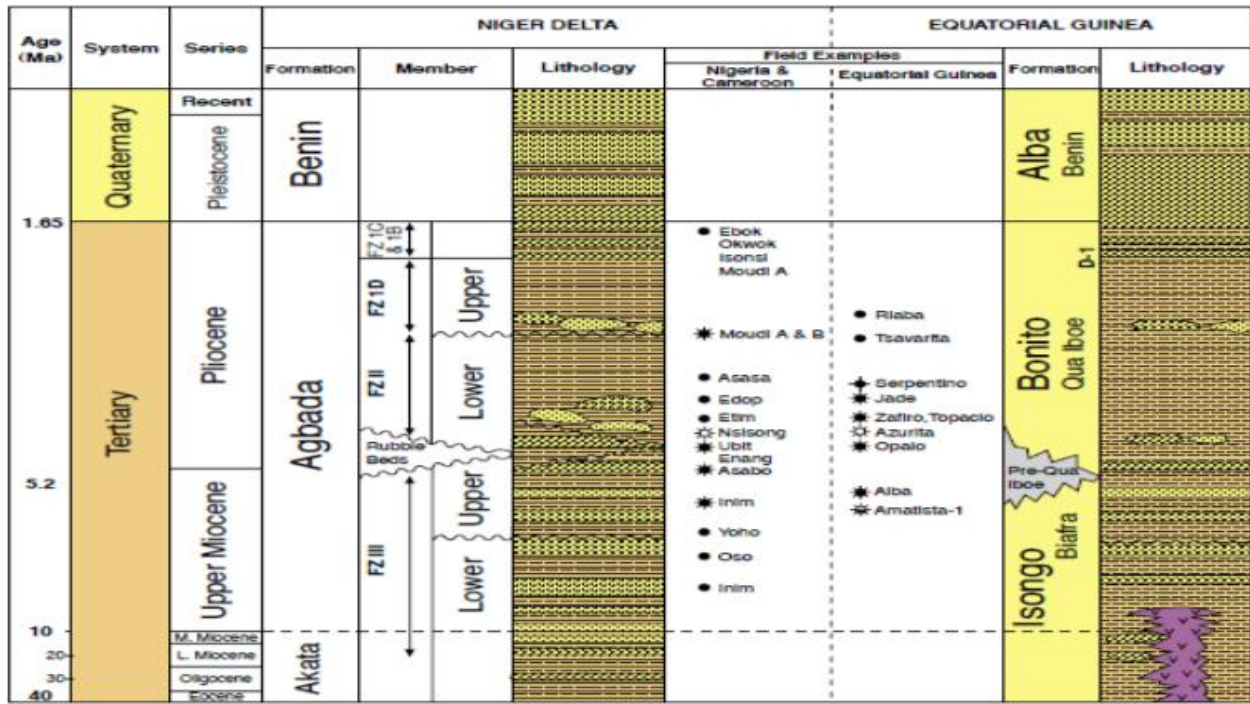 NIGER DELTA
EQUATORIAL GUINEA
Age
(Ma)
System
Series
Formation
Member
Lithology
Field Examples
Nigeria &
Cameroon
Equatorial Guinea
Formation
Lithology
Quaternary
Recent
Pleistocene
Benin
Alba
Benin
1.65
Tertiary
Pliocene
Agbada
FZ 1C
& 1B
FZ 1D
Upper
FZ II
Lower
Rubble
Beds
Ebok
Okwok
Isonsi
Moudi A
Moudi A & B
Asasa
Edop
Etim
Nsisong
Ubit
Enang
Asabo
Inim
Yoho
Oso
Inim
Riaba
Tsavarita
Serpentino
Jade
Zafiro, Topacio
Azurita
Opalo
Alba
Amatista-1
D-1
Bonito
Qua Iboe
Pre-Qua
Iboe
5.2
Upper Miocene
FZ III
Upper
Lower
Isongo
Biafra
10
M. Miocene
20
L. Miocene
Akata
30
Oligocene
40
Eocene